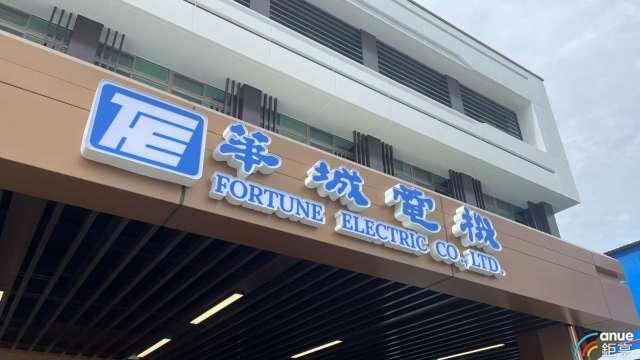 FE
華城電機
FORTUNE ELECTRIC CO., LTD.
anue
鉅亨